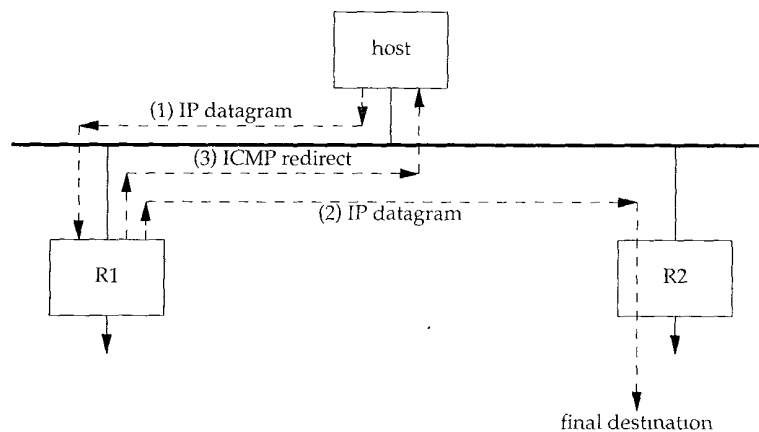 host
(1) IP datagram
(3) ICMP redirect
(2) IP datagram
R1
R2
final destination